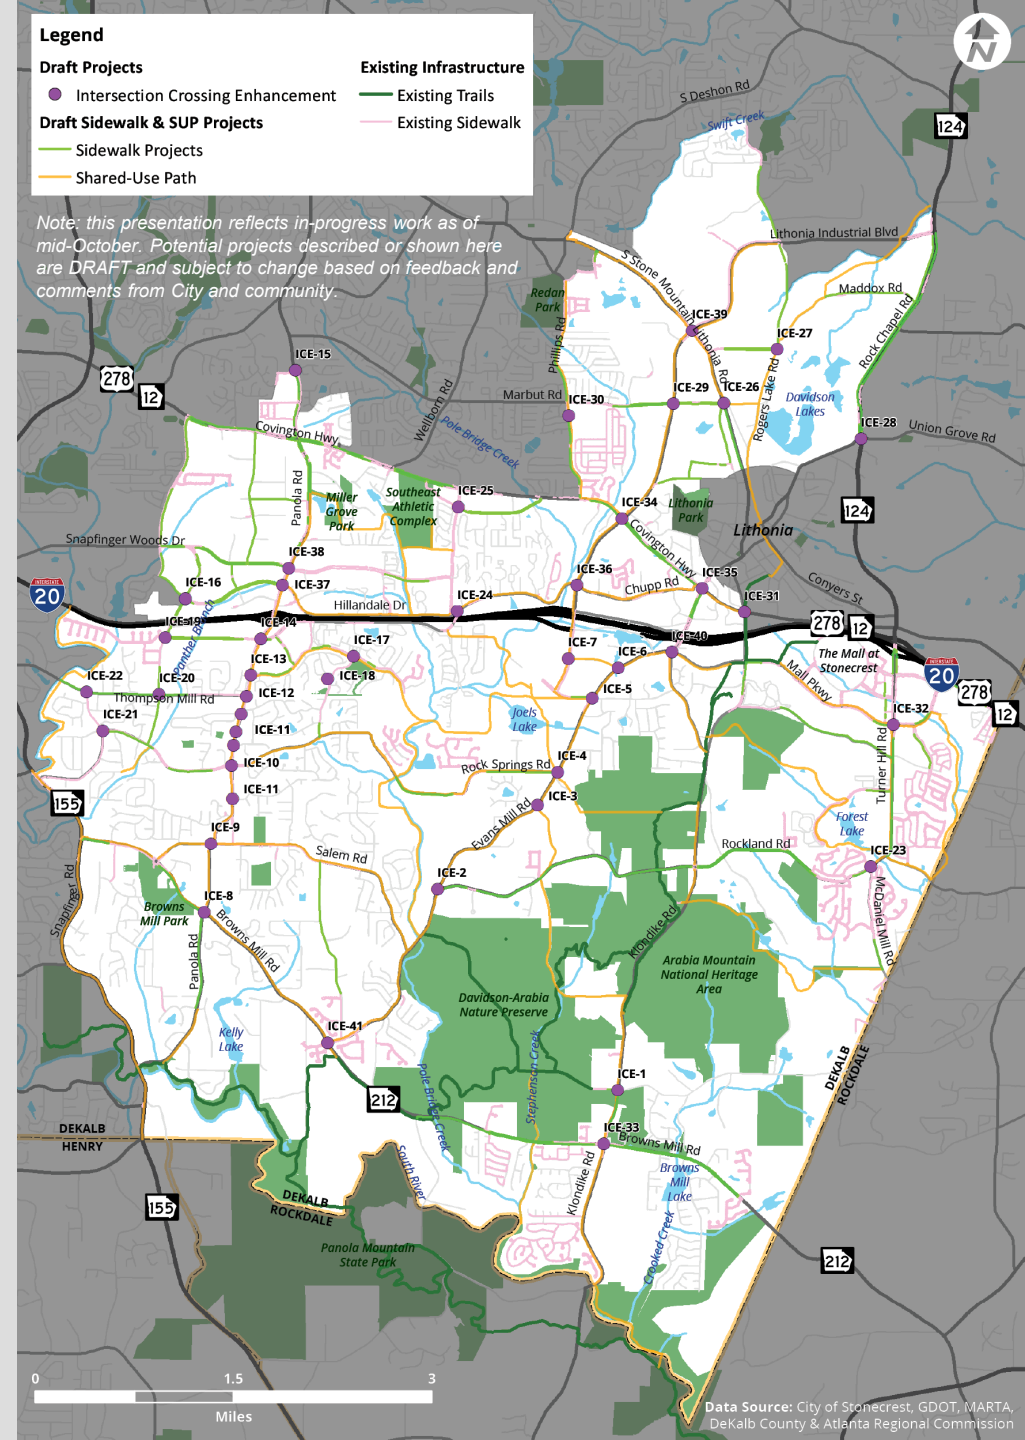 Legend
Draft Projects
Existing Infrastructure
Intersection Crossing Enhancement
Existing Trails
Draft Sidewalk & SUP Projects
Existing Sidewalk
Sidewalk Projects
Shared-Use Path
Note: this presentation reflects in-progress work as of
mid-October. Potential projects described or shown here
are DRAFT and subject to change based on feedback and
comments from City and community.
N
S Deshon Rd
Swift Creek
124
Lithonia Industrial Blvd
S Stone Mountain Lithonia Rd
Maddox Rd
Redan
Park
Phillips Rd
ICE-39
ICE-27
Rock Chapel Rd
ICE-15
278
12
Marbut Rd
Wellborn Rd
ICE-30
ICE-29
ICE-26
Rogers Lake Rd
Davidson
Lakes
ICE-28
Union Grove Rd
Covington Hwy
Pole Bridge Creek
Panola Rd
Miller
Grove
Park
Southeast
Athletic
Complex
ICE-25
ICE-34
Lithonia
Park
124
Lithonia
Snapfinger Woods Dr
Covington Hwy
ICE-38
ICE-37
ICE-16
ICE-36
Chupp Rd
ICE-35
Conyers St
INTERSTATE
20
Hillandale Dr
ICE-24
ICE-31
278
12
ICE-19
ICE-14
Panther Branch
ICE-17
ICE-7
ICE-6
ICE-40
The Mall at
Stonecrest
INTERSTATE
20
278
12
ICE-13
ICE-22
ICE-20
ICE-18
Thompson Mill Rd
ICE-12
ICE-5
Mall Pkwy
ICE-21
ICE-11
Joels
Lake
ICE-32
ICE-10
Rock Springs Rd
ICE-4
Turner Hill Rd
155
ICE-11
ICE-3
Evans Mill Rd
Forest
Lake
ICE-9
Salem Rd
Rockland Rd
ICE-23
Snapfinger Rd
ICE-2
McDaniel Mill Rd
ICE-8
Browns
Mill Park
Browns Mill Rd
Panola Rd
Klondike Rd
Arabia Mountain
National Heritage
Area
Davidson-Arabia
Nature Preserve
Kelly
Lake
ICE-41
Stephenson Creek
Pole Bridge Creek
ICE-1
DEKALB
ROCKDALE
212
DEKALB
HENRY
ICE-33
Browns Mill Rd
South River
Klondike Rd
Browns
Mill
Lake
155
DEKALB
ROCKDALE
Crooked Creek
Panola Mountain
State Park
212
0
1.5
3
Miles
Data Source: City of Stonecrest, GDOT, MARTA,
DeKalb County & Atlanta Regional Commission